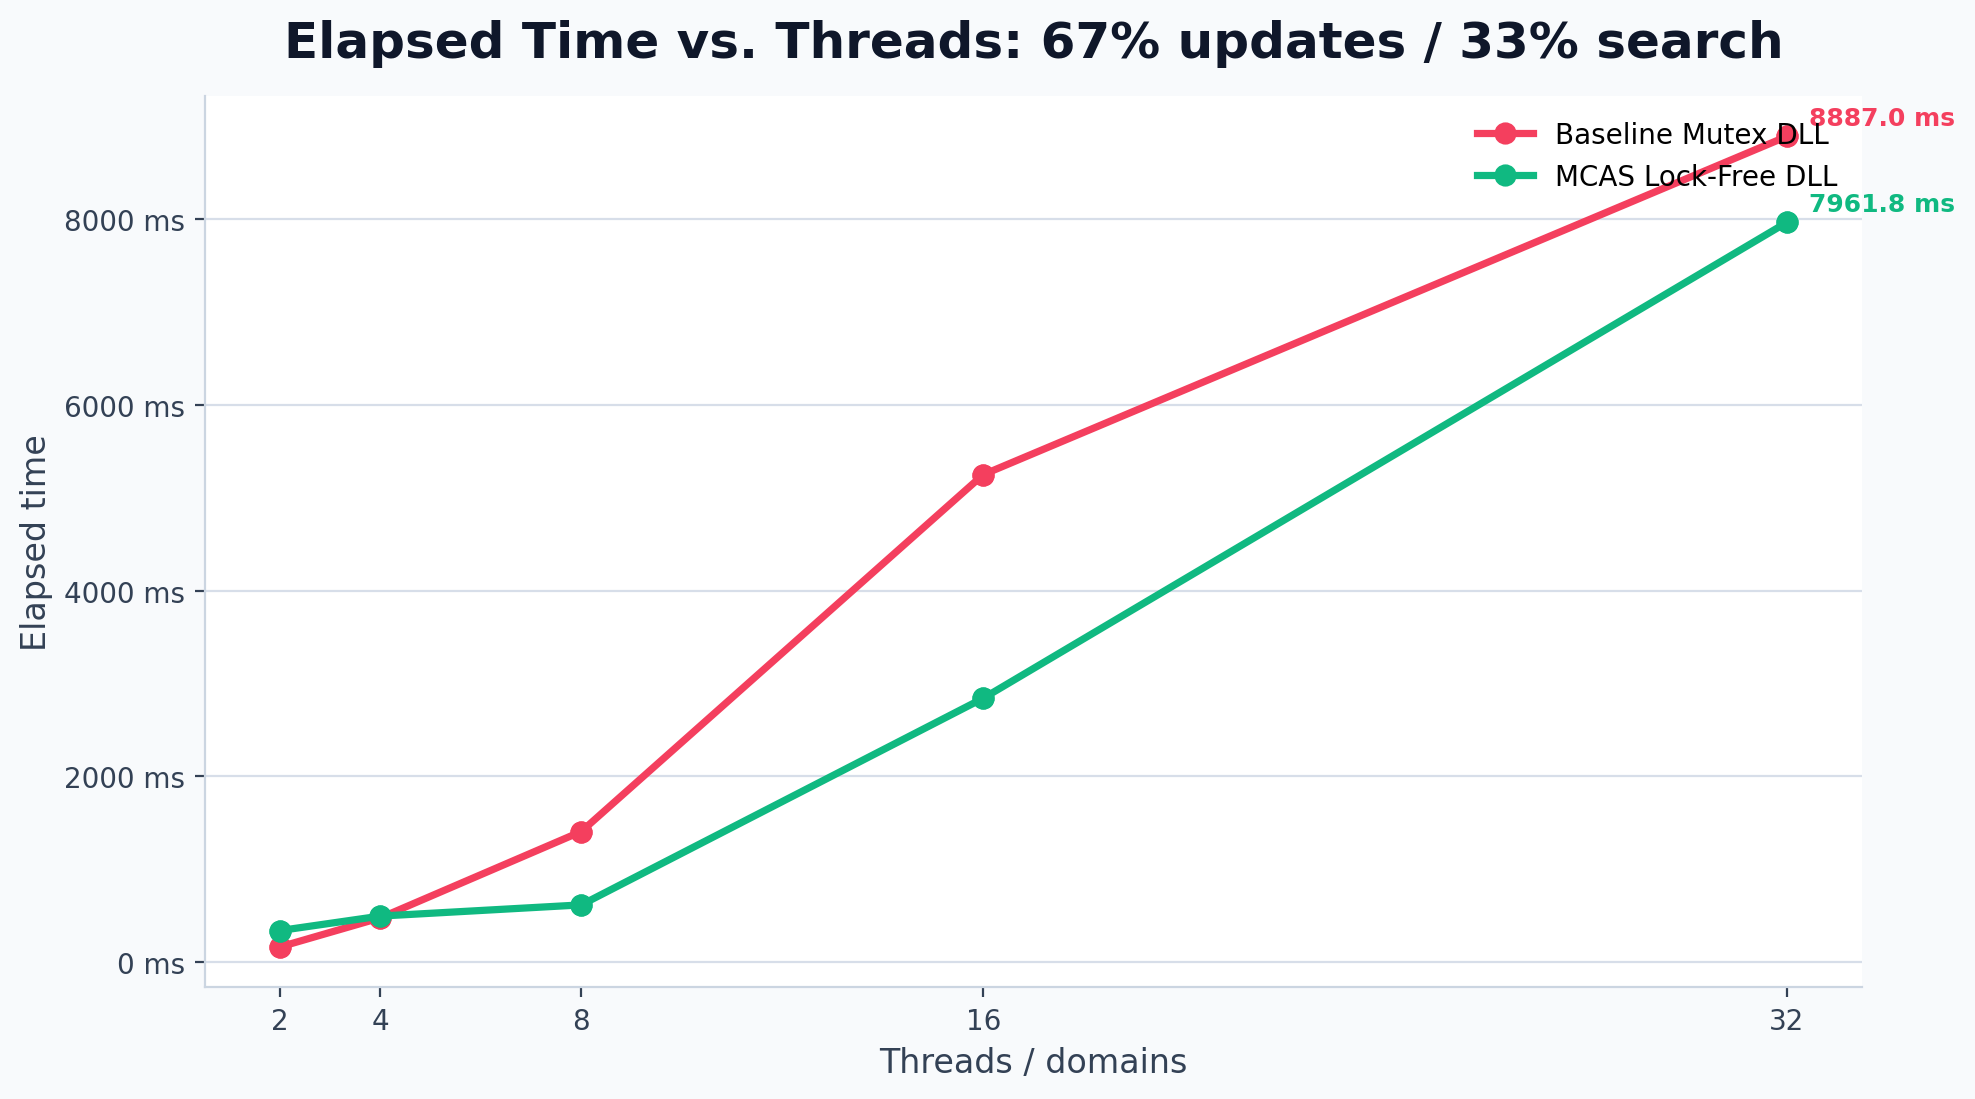 Elapsed Time vs. Threads: 67% updates / 33% search
8887.0 ms
Baseline Mutex DLL
MCAS Lock-Free DLL
7961.8 ms
8000 ms
6000 ms
4000 ms
2000 ms
0 ms
Elapsed time
2 4 8 16 32
Threads / domains